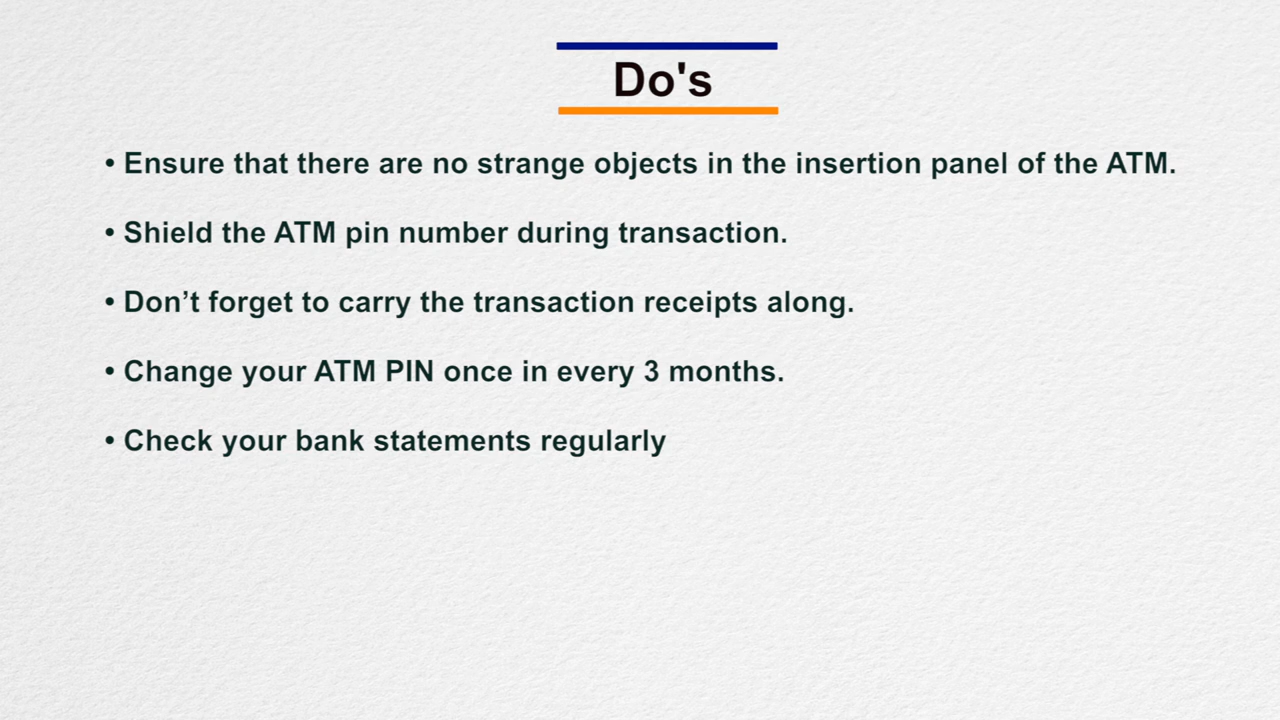 Do's
• Ensure that there are no strange objects in the insertion panel of the ATM.
• Shield the ATM pin number during transaction.
• Don’t forget to carry the transaction receipts along.
• Change your ATM PIN once in every 3 months.
• Check your bank statements regularly